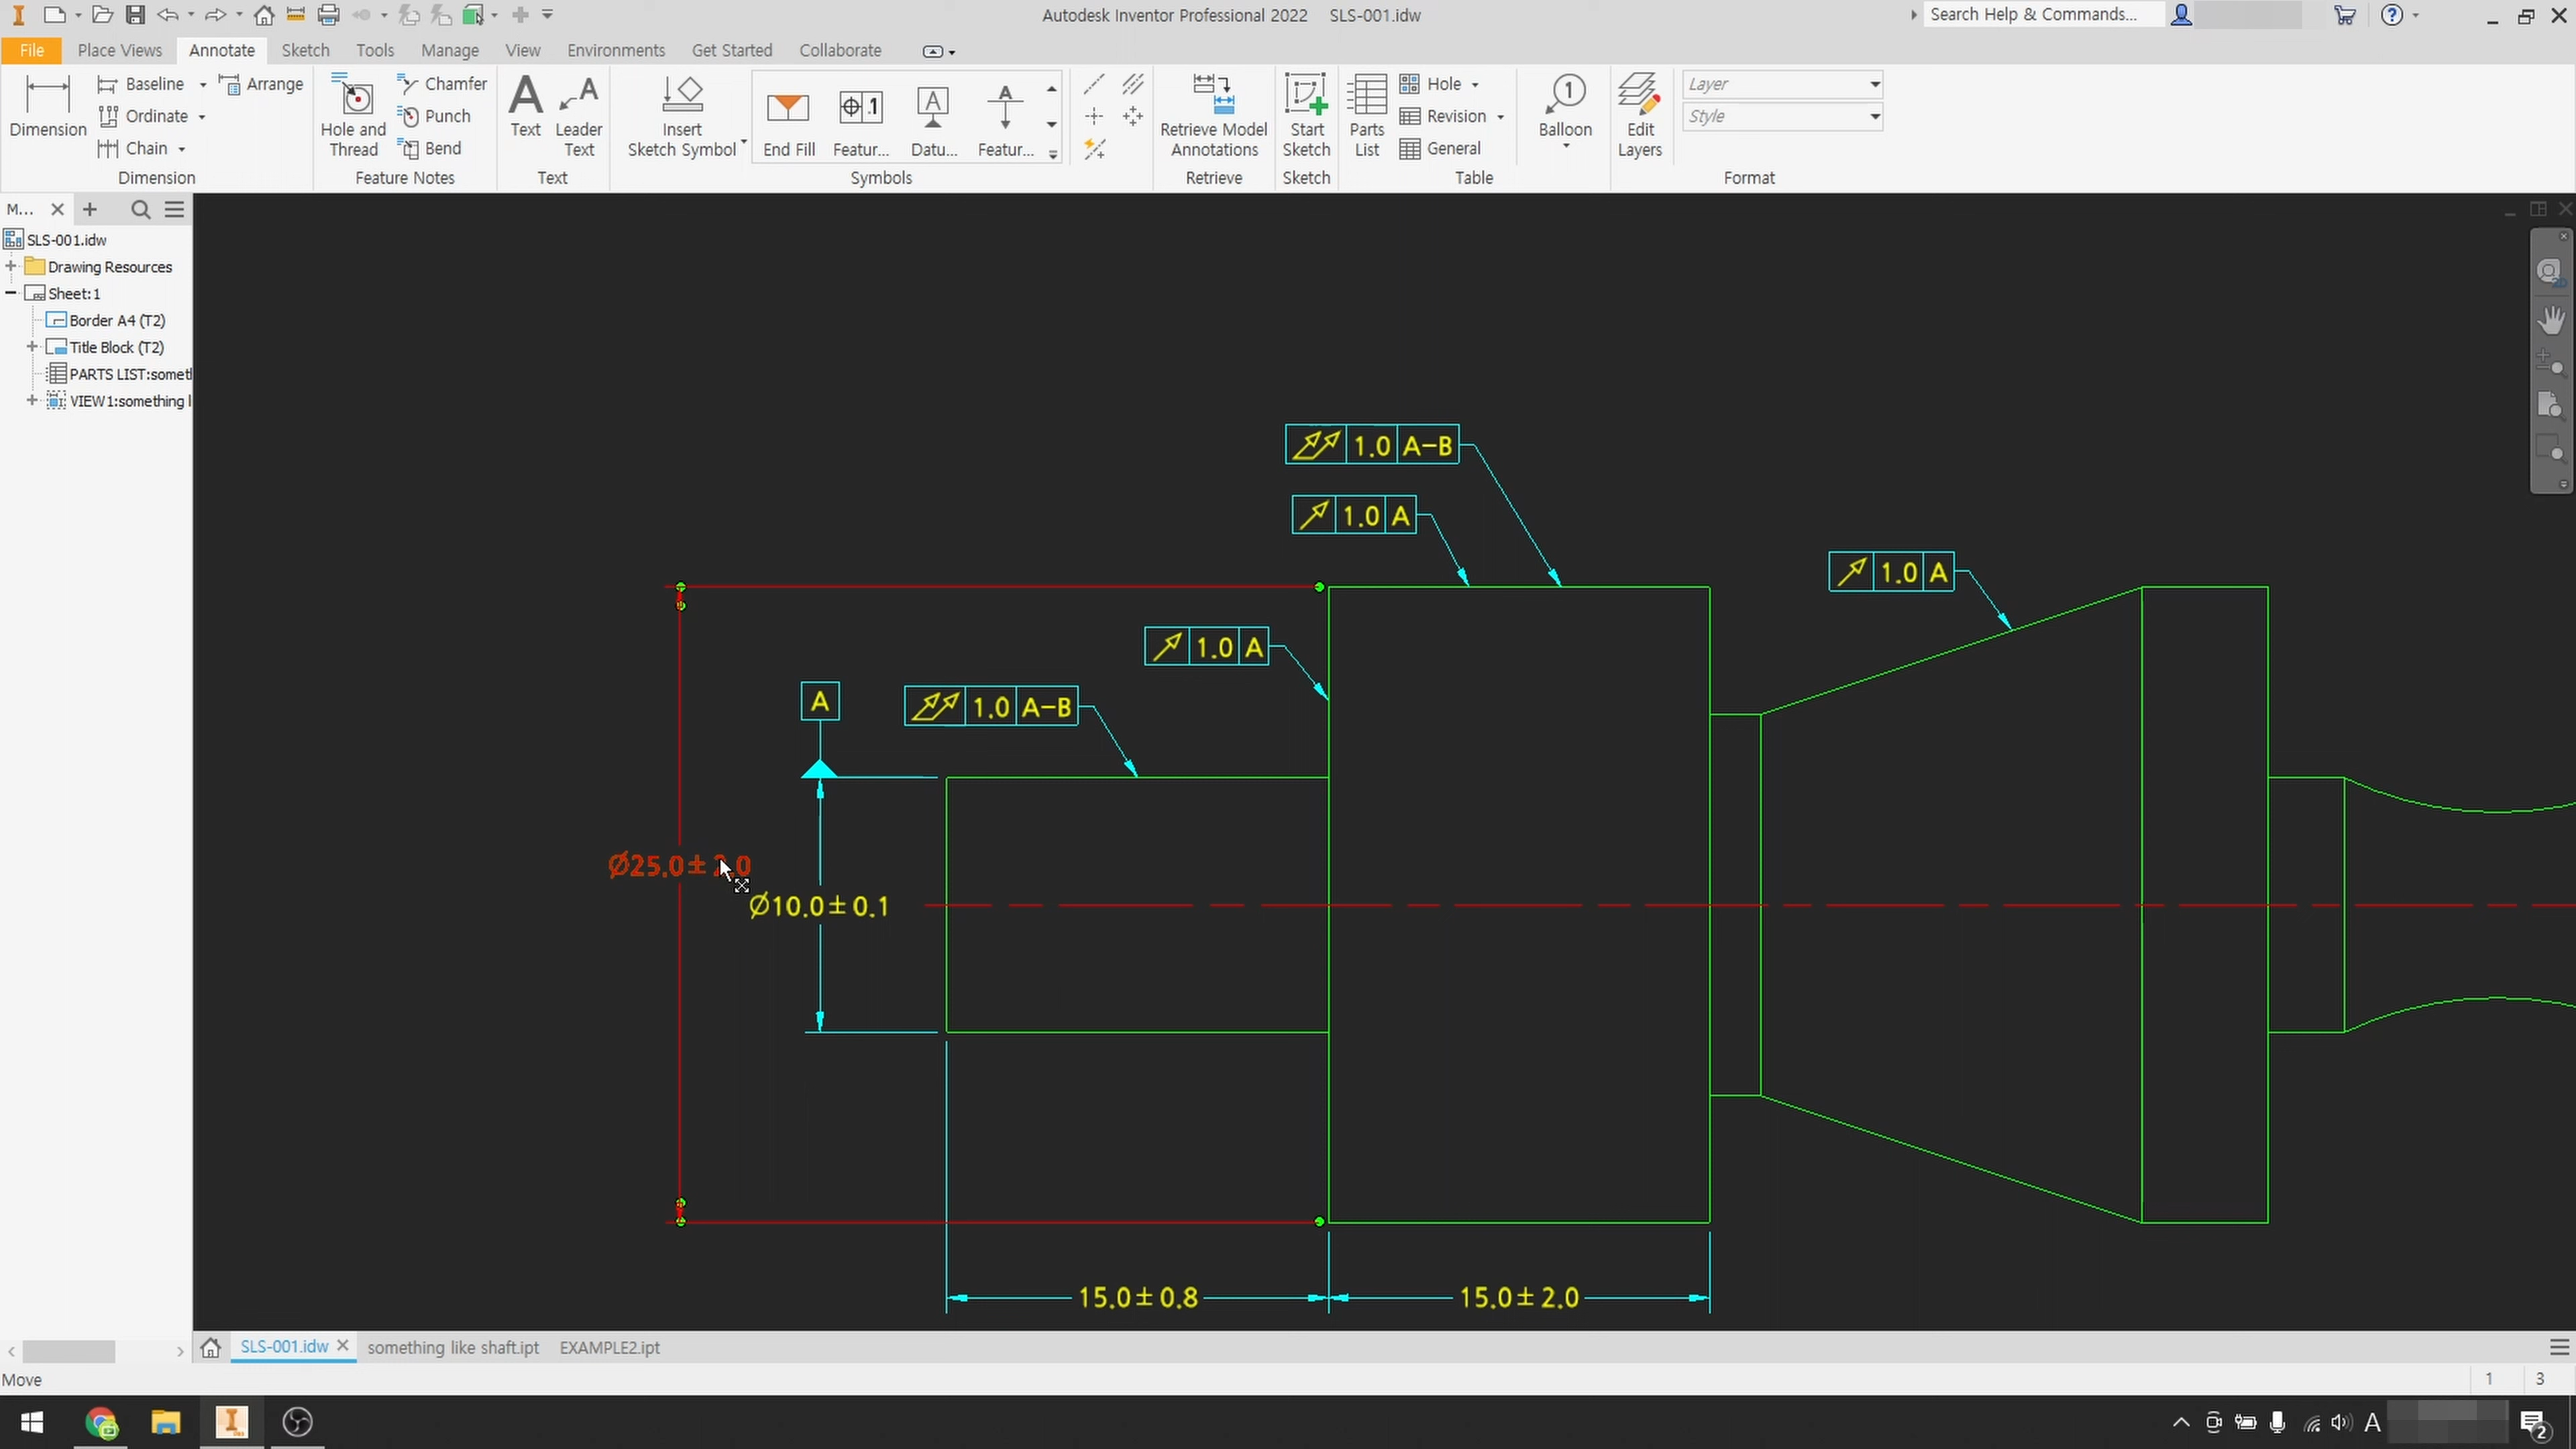 Autodesk Inventor Professional 2022 SLS-001.idw
Search Help & Commands...
File Place Views Annotate Sketch Tools Manage View Environments Get Started Collaborate
Dimension
Baseline
Ordinate
Chain
Arrange
Dimension
Hole and Thread
Chamfer
Punch
Bend
Feature Notes
Text
Leader Text
Text
Insert Sketch Symbol
End Fill
Featur...
Datu...
Featur...
Symbols
Retrieve Model Annotations
Retrieve
Start Sketch
Sketch
Parts List
Hole
Revision
General
Table
Balloon
Edit Layers
Layer
Style
Format
M...
SLS-001.idw
Drawing Resources
Sheet:1
Border A4 (T2)
Title Block (T2)
PARTS LIST:somet
VIEW1:something l
1.0 A-B
1.0 A
1.0 A
1.0 A
A
1.0 A-B
Ø25.0±
Ø10.0±0.1
15.0±0.8
15.0±2.0
SLS-001.idw something like shaft.ipt EXAMPLE2.ipt
Move
1 3
A
2